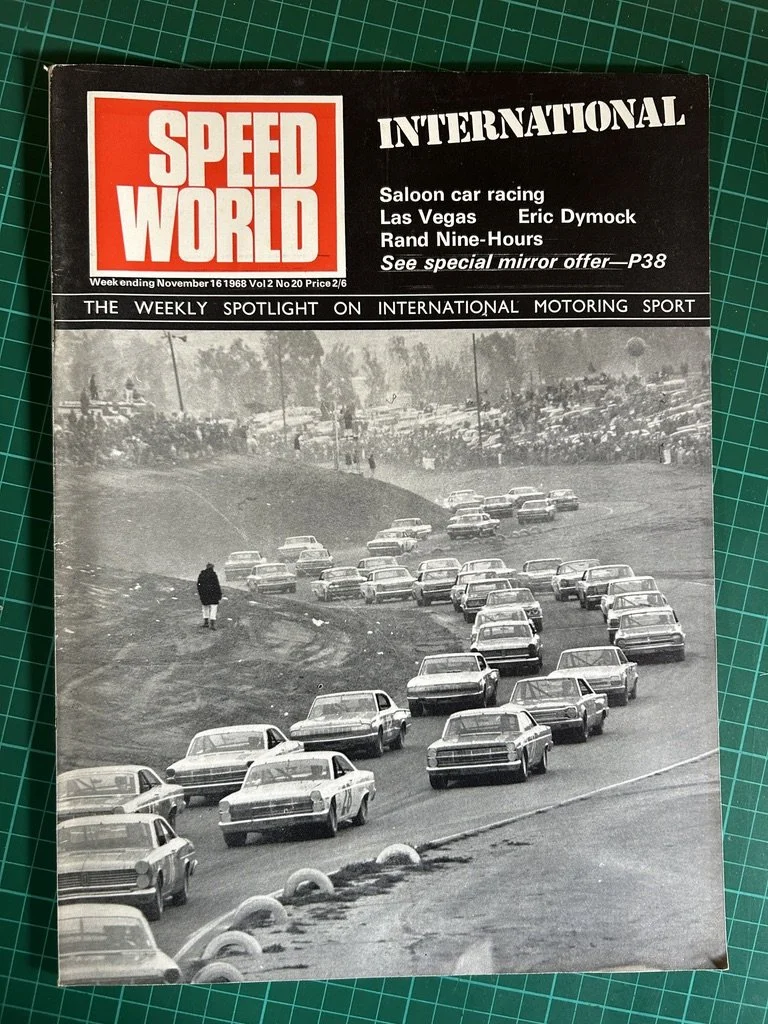 SPEED
WORLD
INTERNATIONAL
Saloon car racing
Las Vegas Eric Dymock
Rand Nine-Hours
See special mirror offer—P38
Week ending November 16 1968 Vol 2 No 20 Price 2/6
THE WEEKLY SPOTLIGHT ON INTERNATIONAL MOTORING SPORT